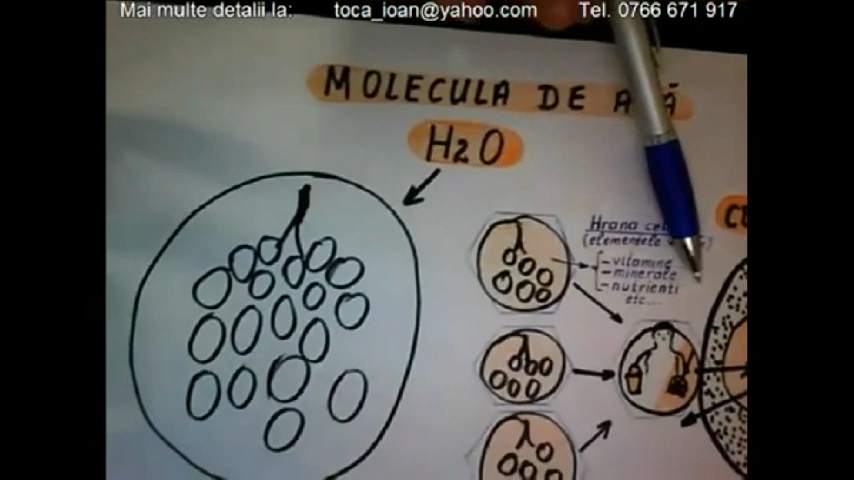 Mai multe detalii la: toca_ioan@yahoo.com Tel. 0766 671 917
MOLECULA DE
H2O
Hrana
(elementele
- vitamine
- minerale
- nutrienti
etc...